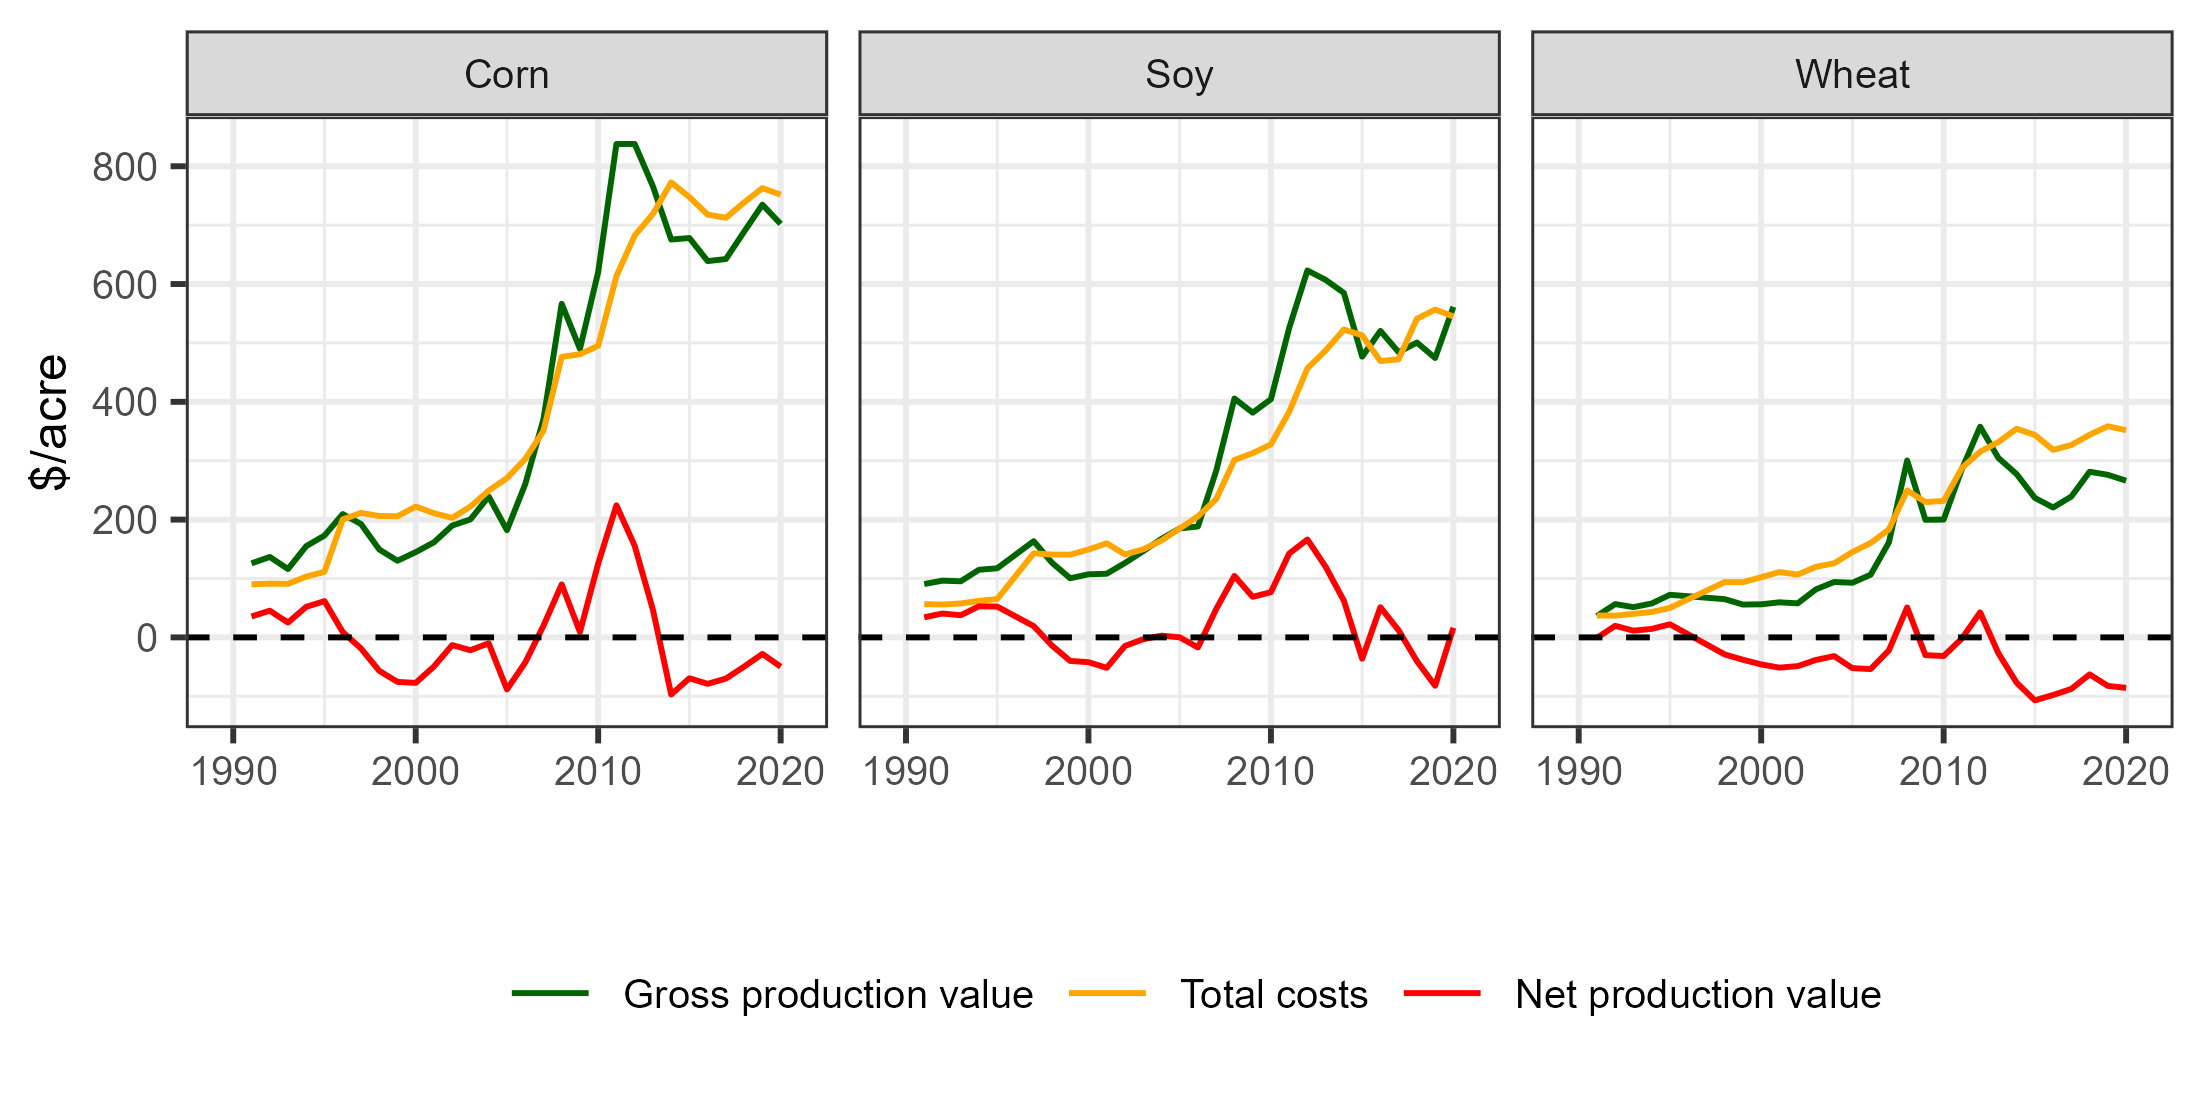 Corn Soy Wheat
$/acre
800
600
400
200
0
1990 2000 2010 2020 1990 2000 2010 2020 1990 2000 2010 2020
Gross production value Total costs Net production value